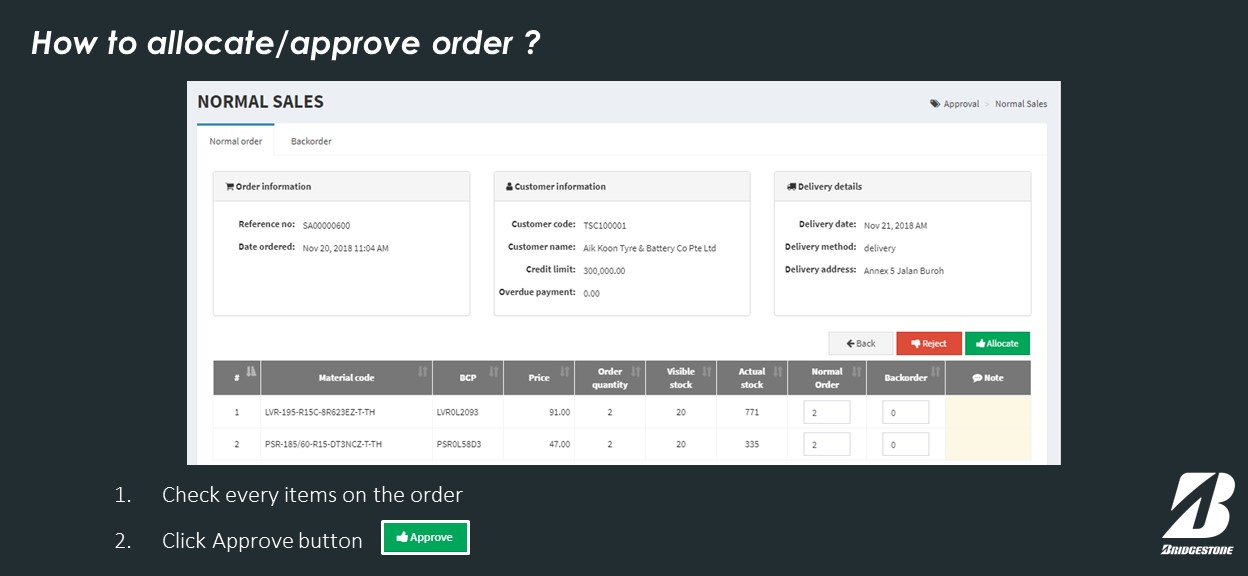 How to allocate/approve order ?
NORMAL SALES
Approval > Normal Sales
Normal order Backorder
Order information
Reference no: SA00000600
Date ordered: Nov 20, 2018 11:04 AM
Customer information
Customer code: TSC100001
Customer name: Aik Koon Tyre & Battery Co Pte Ltd
Credit limit: 300,000.00
Overdue payment: 0.00
Delivery details
Delivery date: Nov 21, 2018 AM
Delivery method: delivery
Delivery address: Annex 5 Jalan Buroh
Back Reject Allocate
# Material code BCP Price Order quantity Visible stock Actual stock Normal Order Backorder Note
1 LVR-195-R15C-8R623EZ-T-TH LVR0L2093 91.00 2 20 771 2 0
2 PSR-185/60-R15-DT3NCZ-T-TH PSR0L58D3 47.00 2 20 335 2 0
1. Check every items on the order
2. Click Approve button Approve
BRIDGESTONE